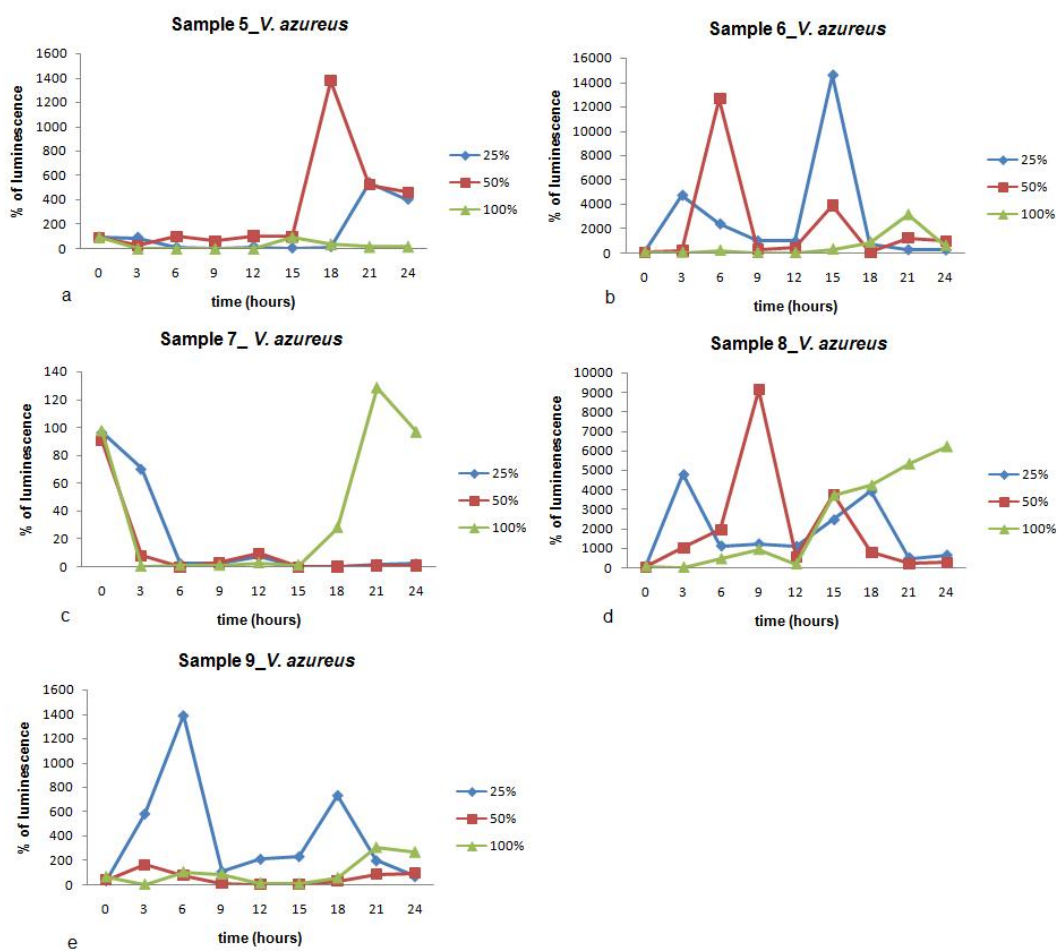 Sample 5_V. azureus
% of luminescence
1600
1400
1200
1000
800
600
400
200
0
0 3 6 9 12 15 18 21 24
time (hours)
25%
50%
100%
a
Sample 6_V. azureus
% of luminescence
16000
14000
12000
10000
8000
6000
4000
2000
0
0 3 6 9 12 15 18 21 24
time (hours)
25%
50%
100%
b
Sample 7_ V. azureus
% of luminescence
140
120
100
80
60
40
20
0
0 3 6 9 12 15 18 21 24
time (hours)
25%
50%
100%
c
Sample 8_V. azureus
% of luminenescence
10000
9000
8000
7000
6000
5000
4000
3000
2000
1000
0
0 3 6 9 12 15 18 21 24
time (hours)
25%
50%
100%
d
Sample 9_V. azureus
% of luminescence
1600
1400
1200
1000
800
600
400
200
0
0 3 6 9 12 15 18 21 24
time (hours)
25%
50%
100%
e